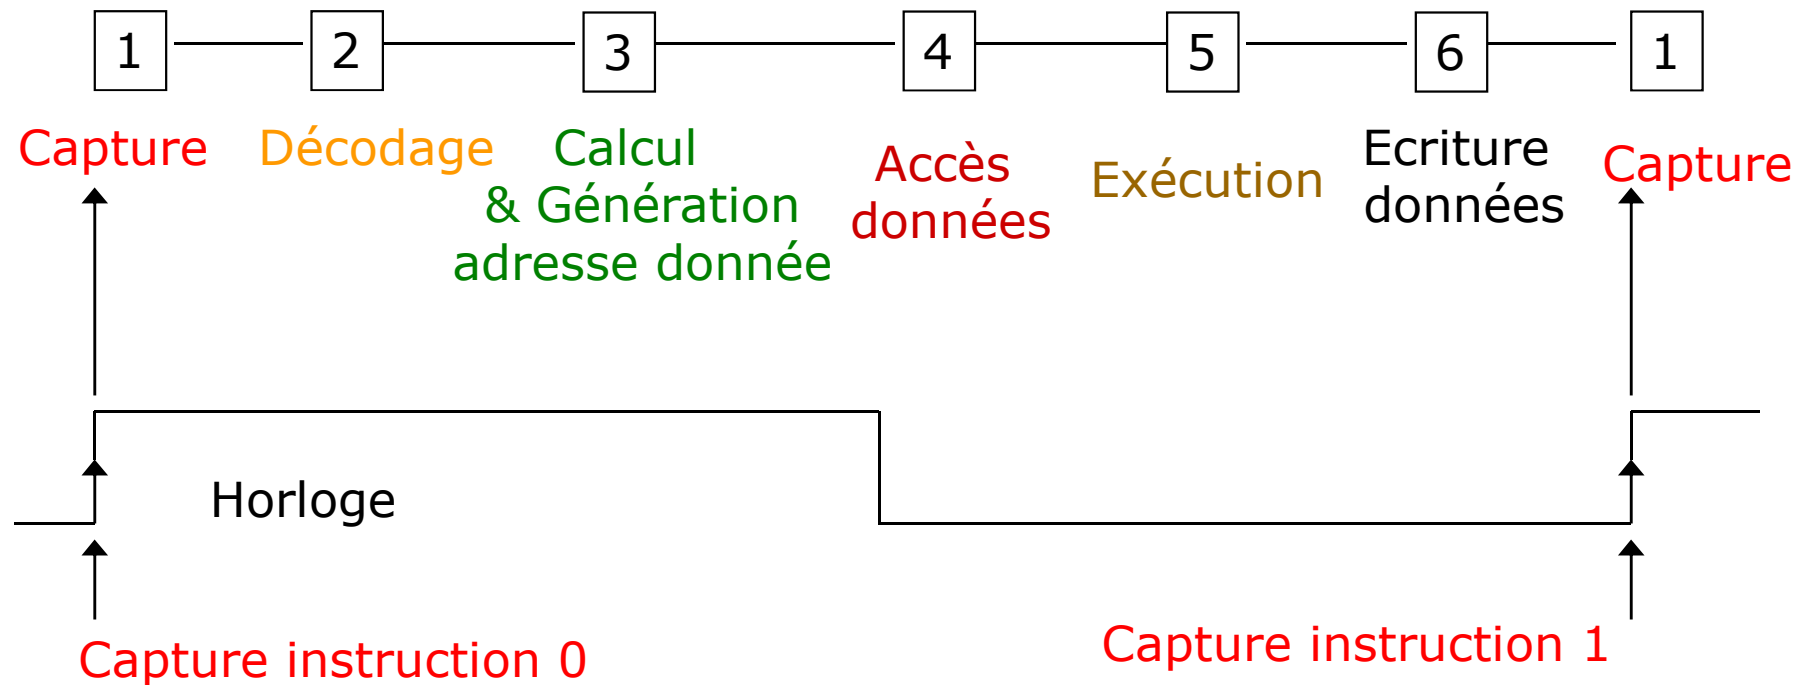 1 2 3 4 5 6 1
Capture
Décodage
Calcul
& Génération
adresse donnée
Accès
données
Exécution
Ecriture
données
Capture
Horloge
Capture instruction 0
Capture instruction 1